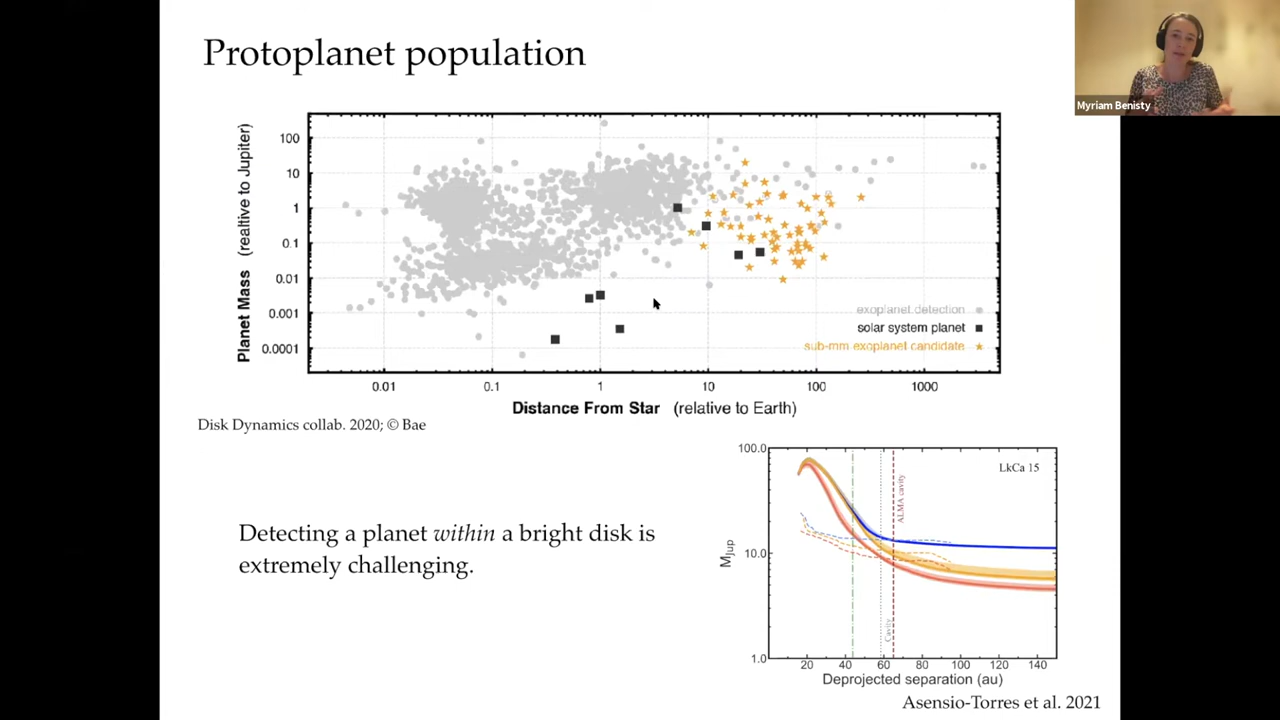 Protoplanet population
Myriam Benisty
Planet Mass (realtive to Jupiter)
100
10
1
0.1
0.01
0.001
0.0001
exoplanet detection
solar system planet
sub-mm exoplanet candidate
0.01
0.1
1
10
100
1000
Distance From Star (relative to Earth)
Disk Dynamics collab. 2020; © Bae
Detecting a planet within a bright disk is
extremely challenging.
100.0
10.0
1.0
MJup
LkCa 15
ALMA cavity
Cavity
20
40
60
80
100
120
140
Deprojected separation (au)
Asensio-Torres et al. 2021